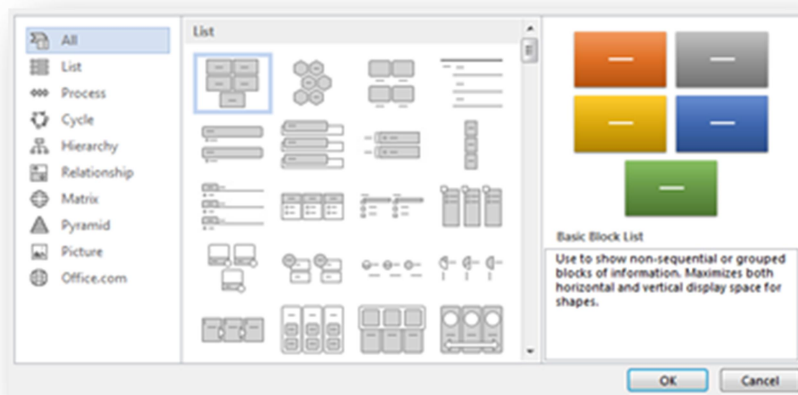 All
List
Process
Cycle
Hierarchy
Relationship
Matrix
Pyramid
Picture
Office.com
List
Basic Block List
Use to show non-sequential or grouped
blocks of information. Maximizes both
horizontal and vertical display space for
shapes.
OK
Cancel